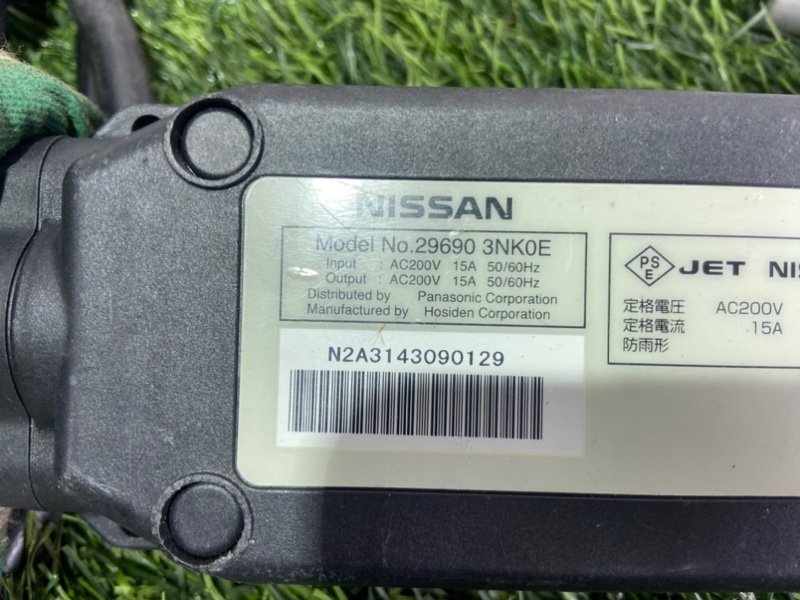 NISSAN
Model No.29690 3NK0E
Input : AC200V 15A 50/60Hz
Output : AC200V 15A 50/60Hz
Distributed by Panasonic Corporation
Manufactured by Hosiden Corporation
N2A3143090129
PS
E
JET
定格電圧 AC200V
定格電流 15A
防雨形